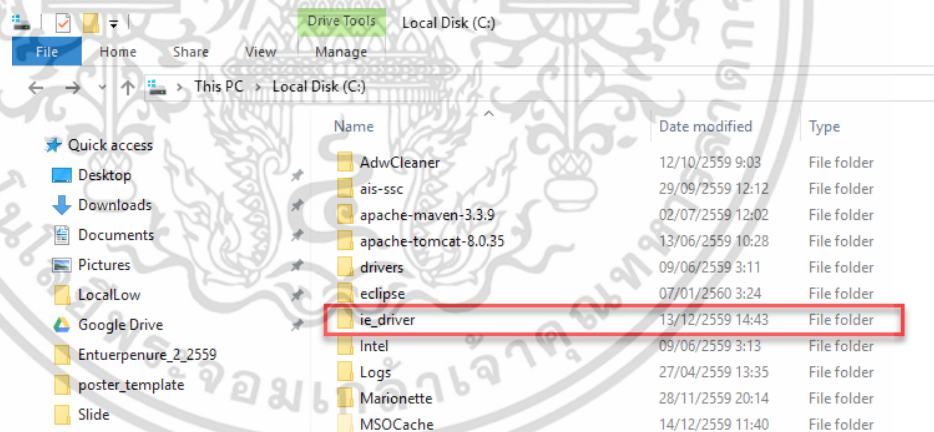 Drive Tools Local Disk (C:)
File Home Share View Manage
This PC > Local Disk (C:)
Name Date modified Type
Quick access
Desktop
Downloads
Documents
Pictures
LocalLow
Google Drive
Entuerpenure_2_2559
poster_template
Slide
AdwCleaner 12/10/2559 9:03 File folder
ais-ssc 29/09/2559 12:12 File folder
apache-maven-3.3.9 02/07/2559 12:02 File folder
apache-tomcat-8.0.35 13/06/2559 10:28 File folder
drivers 09/06/2559 3:11 File folder
eclipse 07/01/2560 3:24 File folder
ie_driver 13/12/2559 14:43 File folder
Intel 09/06/2559 3:13 File folder
Logs 27/04/2559 13:35 File folder
Marionette 28/11/2559 20:14 File folder
MSOCache 14/12/2559 11:40 File folder